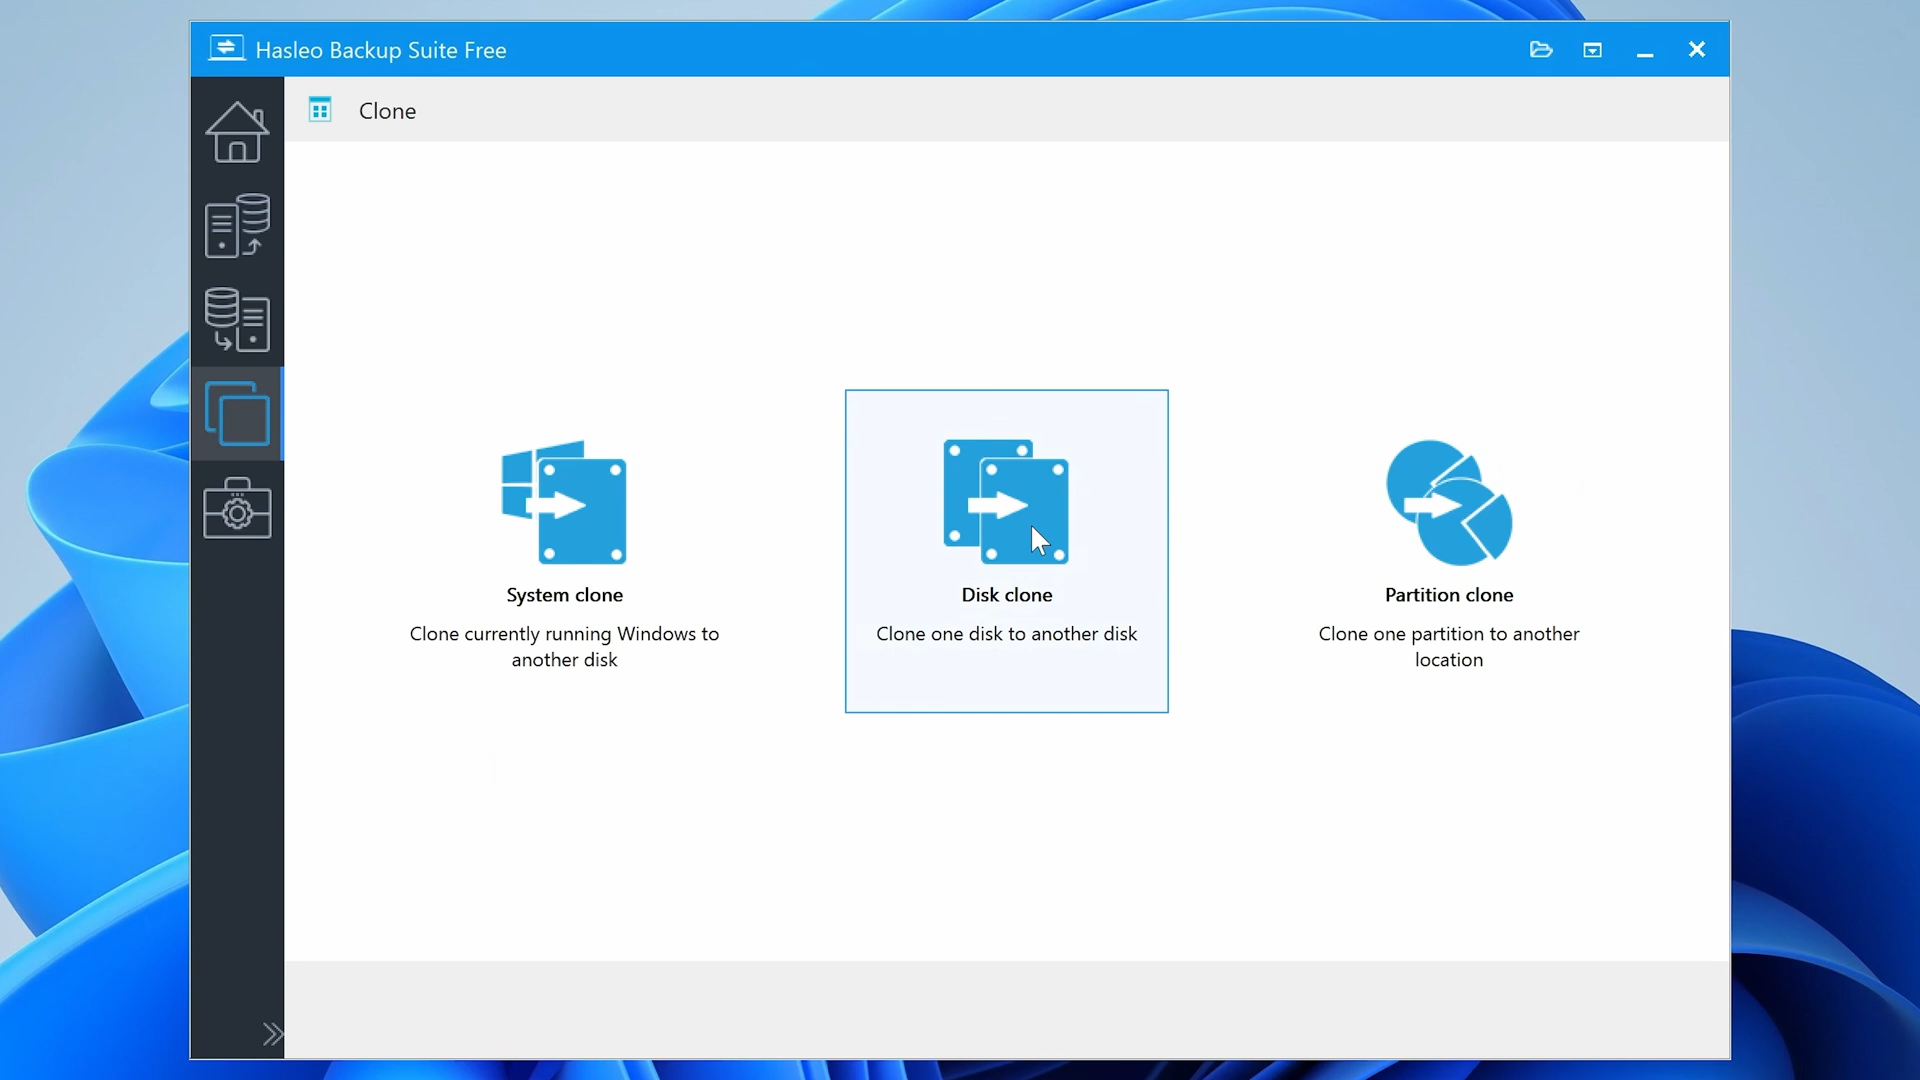 Hasleo Backup Suite Free
Clone
System clone
Clone currently running Windows to
another disk
Disk clone
Clone one disk to another disk
Partition clone
Clone one partition to another
location